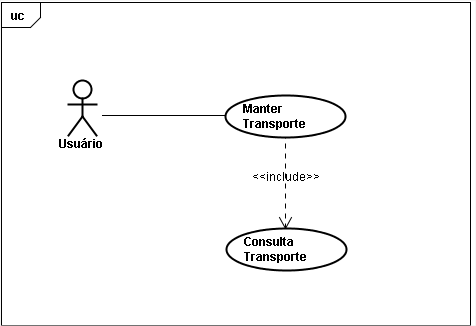 uc
Manter
Transporte
Usuário
<<include>>
Consulta
Transporte